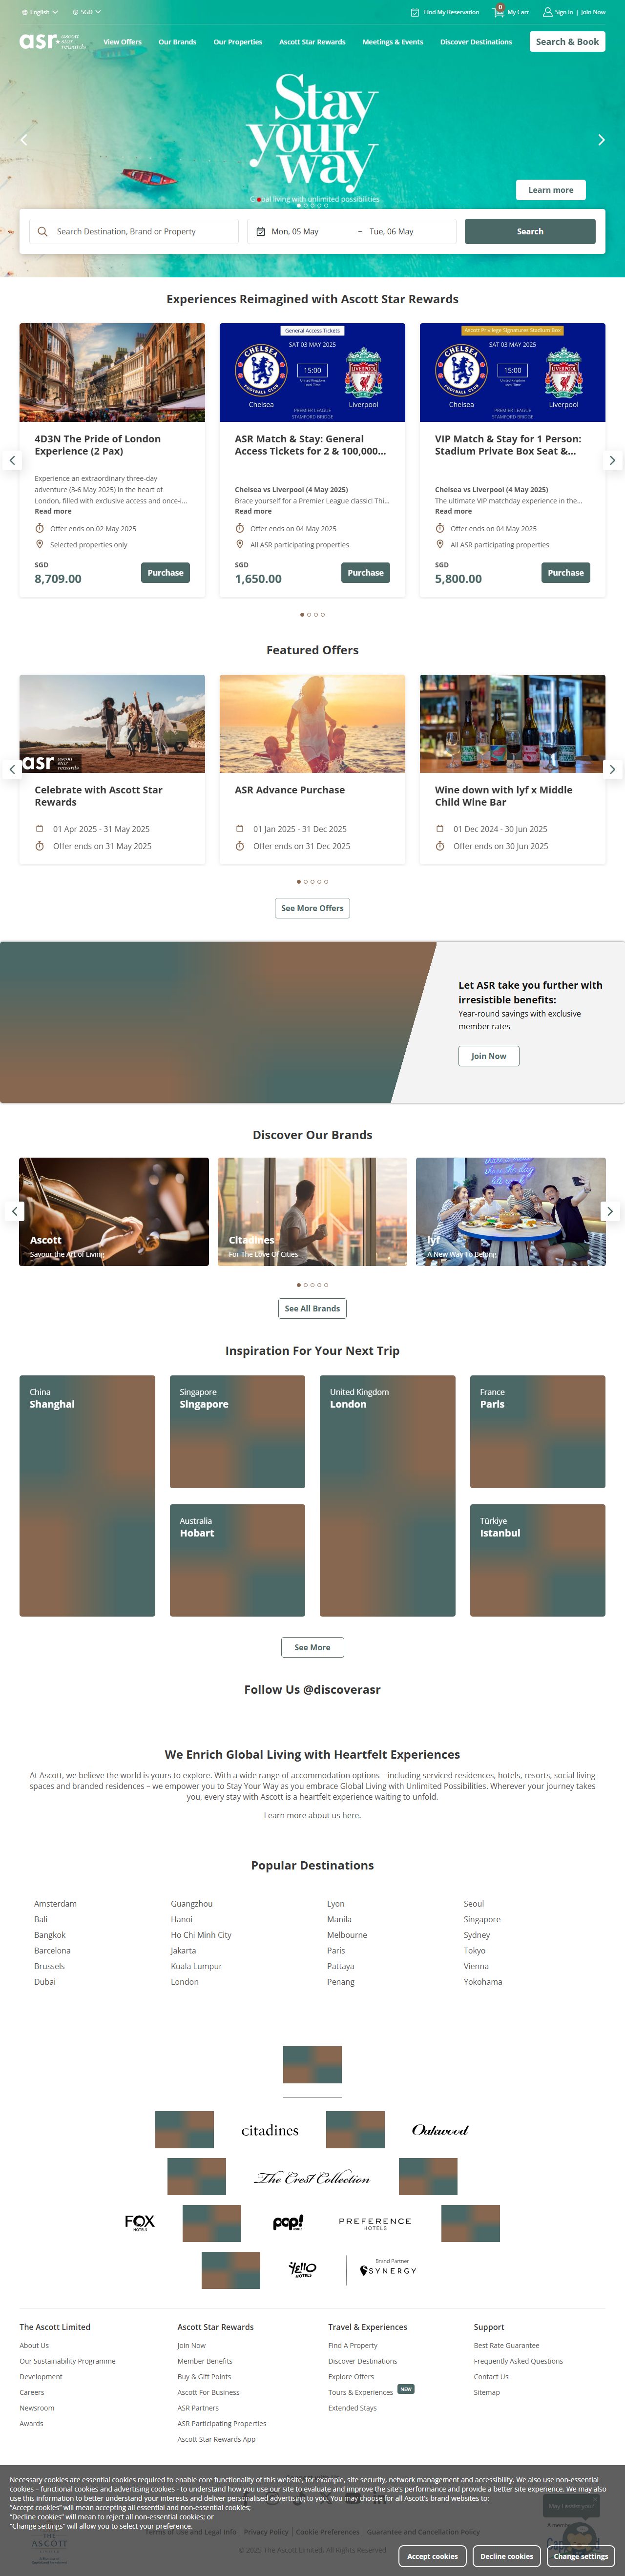 English
SGD
Find My Reservation
0
My Cart
Sign in | Join Now
asr
ascott
star
rewards
View Offers
Our Brands
Our Properties
Ascott Star Rewards
Meetings & Events
Discover Destinations
Search & Book
Stay
your
way
Global living with unlimited possibilities
Learn more
Search Destination, Brand or Property
Mon, 05 May
–
Tue, 06 May
Search
Experiences Reimagined with Ascott Star Rewards
4D3N The Pride of London
Experience (2 Pax)
Experience an extraordinary three-day
adventure (3-6 May 2025) in the heart of
London, filled with exclusive access and once-i...
Read more
Offer ends on 02 May 2025
Selected properties only
SGD
8,709.00
Purchase
General Access Tickets
SAT 03 MAY 2025
CHELSEA
FOOTBALL CLUB
15:00
United Kingdom
Local Time
Chelsea
Liverpool
PREMIER LEAGUE
STAMFORD BRIDGE
ASR Match & Stay: General
Access Tickets for 2 & 100,000...
Chelsea vs Liverpool (4 May 2025)
Brace yourself for a Premier League classic! Thi...
Read more
Offer ends on 04 May 2025
All ASR participating properties
SGD
1,650.00
Purchase
Ascott Privilege Signatures Stadium Box
SAT 03 MAY 2025
CHELSEA
FOOTBALL CLUB
15:00
United Kingdom
Local Time
Chelsea
Liverpool
PREMIER LEAGUE
STAMFORD BRIDGE
VIP Match & Stay for 1 Person:
Stadium Private Box Seat &...
Chelsea vs Liverpool (4 May 2025)
The ultimate VIP matchday experience in the...
Read more
Offer ends on 04 May 2025
All ASR participating properties
SGD
5,800.00
Purchase
Featured Offers
asr
ascott
star
rewards
Celebrate with Ascott Star
Rewards
01 Apr 2025 - 31 May 2025
Offer ends on 31 May 2025
ASR Advance Purchase
01 Jan 2025 - 31 Dec 2025
Offer ends on 31 Dec 2025
Wine down with lyf x Middle
Child Wine Bar
01 Dec 2024 - 30 Jun 2025
Offer ends on 30 Jun 2025
See More Offers
Let ASR take you further with
irresistible benefits:
Year-round savings with exclusive
member rates
Join Now
Discover Our Brands
Ascott
Savour the Art of Living
Citadines
For The Love Of Cities
lyf
A New Way To Belong
See All Brands
Inspiration For Your Next Trip
China
Shanghai
Singapore
Singapore
United Kingdom
London
France
Paris
Australia
Hobart
Türkiye
Istanbul
See More
Follow Us @discoverasr
We Enrich Global Living with Heartfelt Experiences
At Ascott, we believe the world is yours to explore. With a wide range of accommodation options – including serviced residences, hotels, resorts, social living
spaces and branded residences – we empower you to Stay Your Way as you embrace Global Living with Unlimited Possibilities. Wherever your journey takes
you, every stay with Ascott is a heartfelt experience waiting to unfold.
Learn more about us here.
Popular Destinations
Amsterdam
Bali
Bangkok
Barcelona
Brussels
Dubai
Guangzhou
Hanoi
Ho Chi Minh City
Jakarta
Kuala Lumpur
London
Lyon
Manila
Melbourne
Paris
Pattaya
Penang
Seoul
Singapore
Sydney
Tokyo
Vienna
Yokohama
citadines
Oakwood
The Crest Collection
FOX
HOTELS
pop!
HOTELS
PREFERENCE
HOTELS
Yello
HOTELS
Brand Partner
SYNERGY
The Ascott Limited
About Us
Our Sustainability Programme
Development
Careers
Newsroom
Awards
Ascott Star Rewards
Join Now
Member Benefits
Buy & Gift Points
Ascott For Business
ASR Partners
ASR Participating Properties
Ascott Star Rewards App
Travel & Experiences
Find A Property
Discover Destinations
Explore Offers
Tours & Experiences NEW
Extended Stays
Support
Best Rate Guarantee
Frequently Asked Questions
Contact Us
Sitemap
Necessary cookies are essential cookies required to enable core functionality of this website, for example, site security, network management and accessibility. We also use non-essential
cookies – functional cookies and advertising cookies - to understand how you use our site to evaluate and improve the site's performance and provide a better site experience. We may also
use this information to better understand your interests and deliver personalised advertising to you. You may choose for all Ascott's brand websites to:
"Accept cookies" will mean accepting all essential and non-essential cookies;
"Decline cookies" will mean to reject all non-essential cookies; or
"Change settings" will allow you to select your preference.
Terms of Use and Legal Info | Privacy Policy | Cookie Preferences | Guarantee and Cancellation Policy
THE
ASCOTT
© 2025 The Ascott Limited. All Rights Reserved
Accept cookies
Decline cookies
Change settings